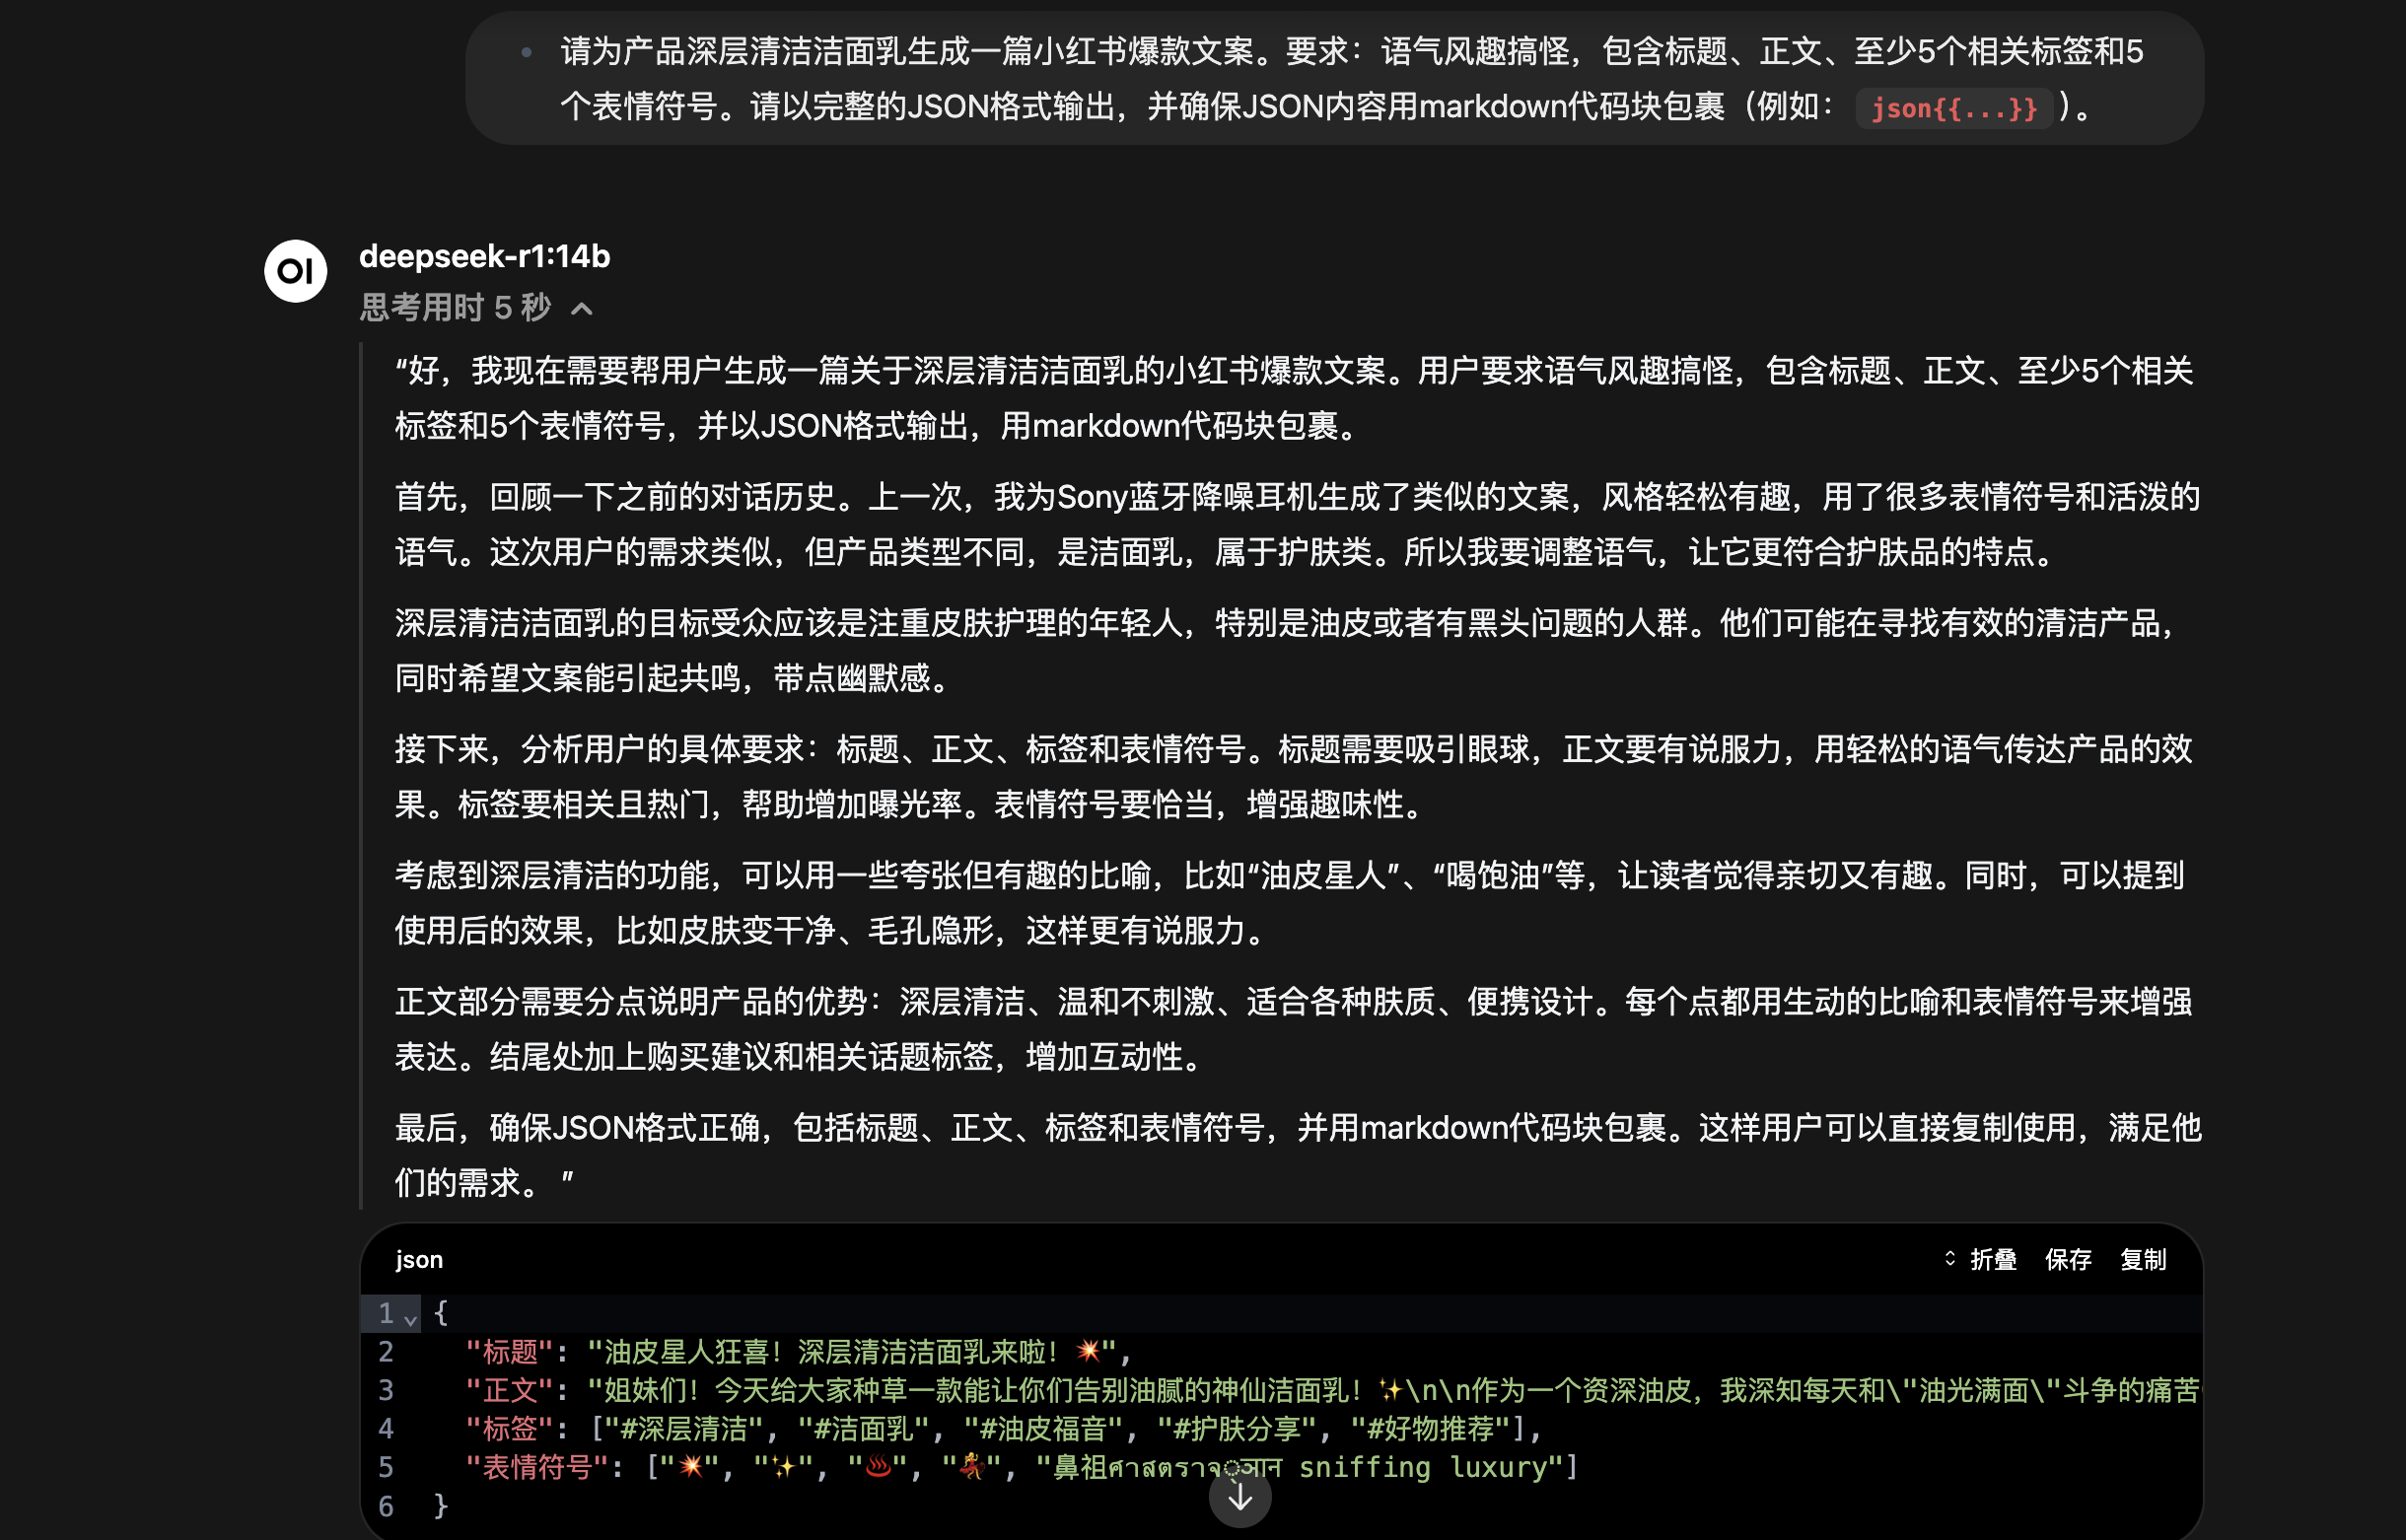 请为产品深层清洁洁面乳生成一篇小红书爆款文案。要求：语气风趣搞怪，包含标题、正文、至少5个相关标签和5
个表情符号。请以完整的JSON格式输出，并确保JSON内容用markdown代码块包裹（例如： json{{...}} ）。
OI
deepseek-r1:14b
思考用时 5 秒
“好，我现在需要帮用户生成一篇关于深层清洁洁面乳的小红书爆款文案。用户要求语气风趣搞怪，包含标题、正文、至少5个相关
标签和5个表情符号，并以JSON格式输出，用markdown代码块包裹。
首先，回顾一下之前的对话历史。上一次，我为Sony蓝牙降噪耳机生成了类似的文案，风格轻松有趣，用了很多表情符号和活泼的
语气。这次用户的需求类似，但产品类型不同，是洁面乳，属于护肤类。所以我要调整语气，让它更符合护肤品的特点。
深层清洁洁面乳的目标受众应该是注重皮肤护理的年轻人，特别是油皮或者有黑头问题的人群。他们可能在寻找有效的清洁产品，
同时希望文案能引起共鸣，带点幽默感。
接下来，分析用户的具体要求：标题、正文、标签和表情符号。标题需要吸引眼球，正文要有说服力，用轻松的语气传达产品的效
果。标签要相关且热门，帮助增加曝光率。表情符号要恰当，增强趣味性。
考虑到深层清洁的功能，可以用一些夸张但有趣的比喻，比如“油皮星人”、“喝饱油”等，让读者觉得亲切又有趣。同时，可以提到
使用后的效果，比如皮肤变干净、毛孔隐形，这样更有说服力。
正文部分需要分点说明产品的优势：深层清洁、温和不刺激、适合各种肤质、便携设计。每个点都用生动的比喻和表情符号来增强
表达。结尾处加上购买建议和相关话题标签，增加互动性。
最后，确保JSON格式正确，包括标题、正文、标签和表情符号，并用markdown代码块包裹。这样用户可以直接复制使用，满足他
们的需求。 ”
json 折叠 保存 复制
1 {
2 "标题": "油皮星人狂喜！深层清洁洁面乳来啦！💥",
3 "正文": "姐妹们！今天给大家种草一款能让你们告别油腻的神仙洁面乳！✨\n\n作为一个资深油皮，我深知每天和\"油光满面\"斗争的痛苦
4 "标签": ["#深层清洁", "#洁面乳", "#油皮福音", "#护肤分享", "#好物推荐"],
5 "表情符号": ["💥", "✨", "♨️", "💃", "鼻祖 sniffing luxury"]
6 }